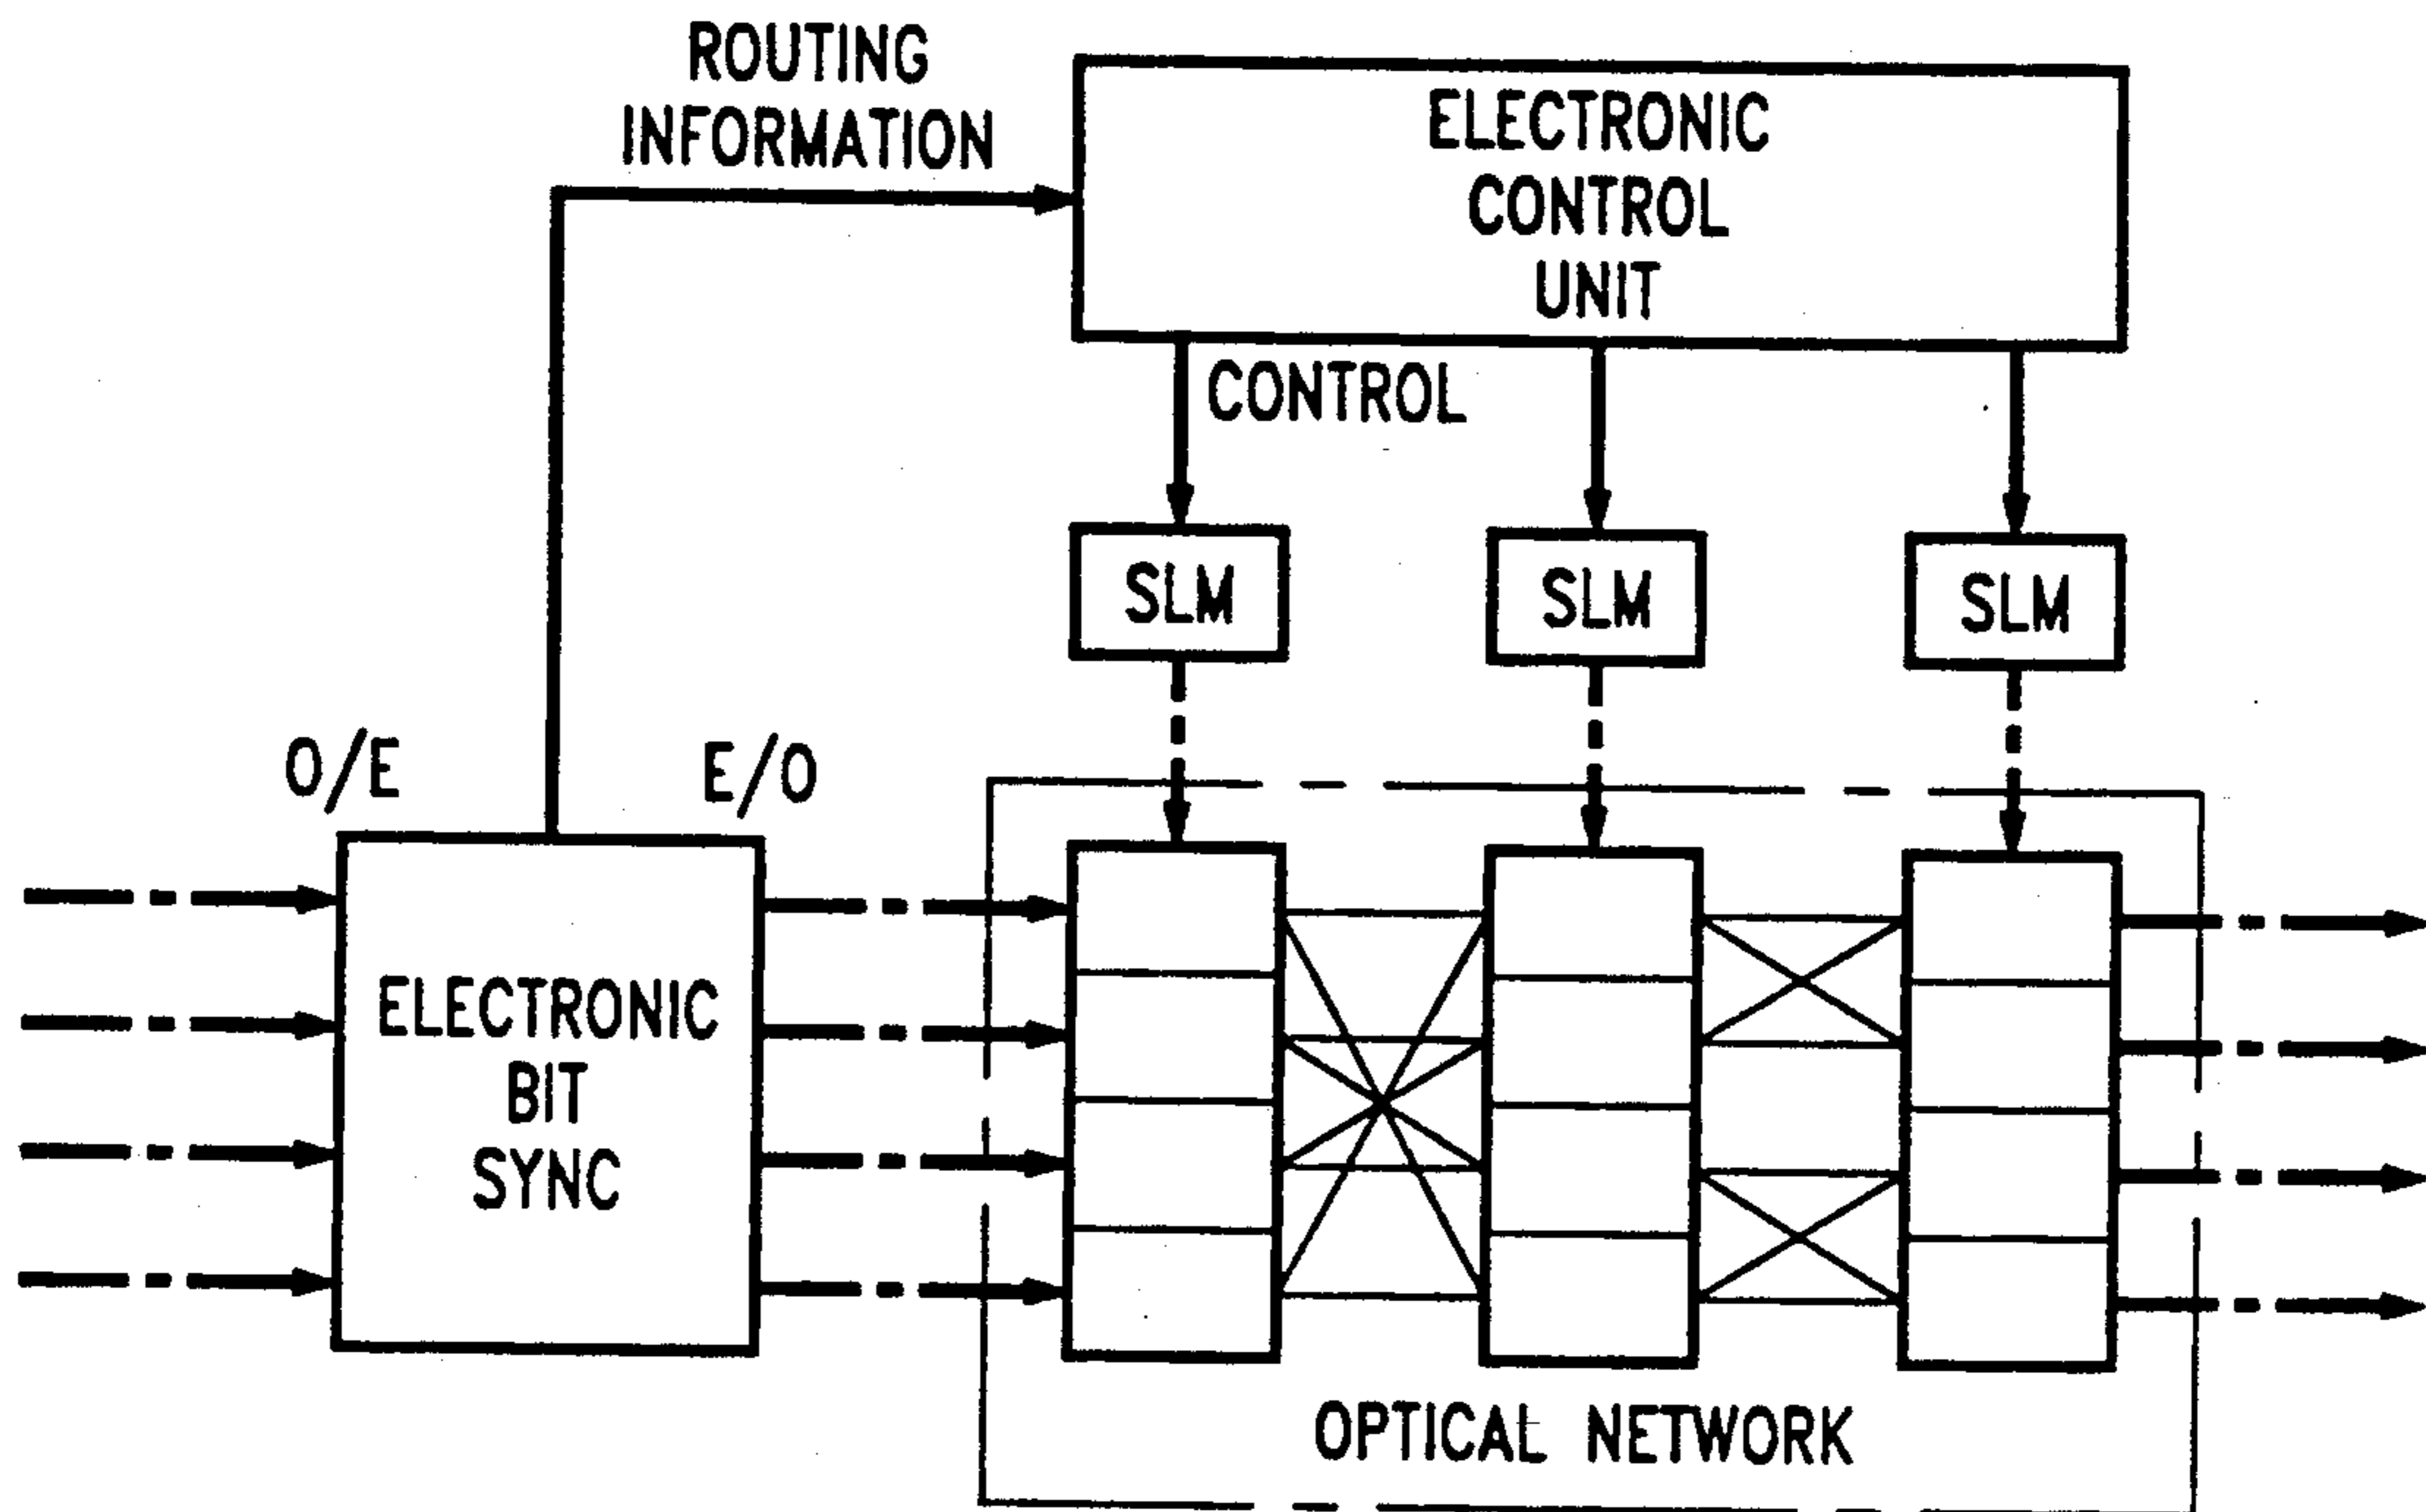 ROUTING
INFORMATION
ELECTRONIC
CONTROL
UNIT
CONTROL
SLM
SLM
SLM
O/E
E/O
ELECTRONIC
BIT
SYNC
OPTICAL NETWORK